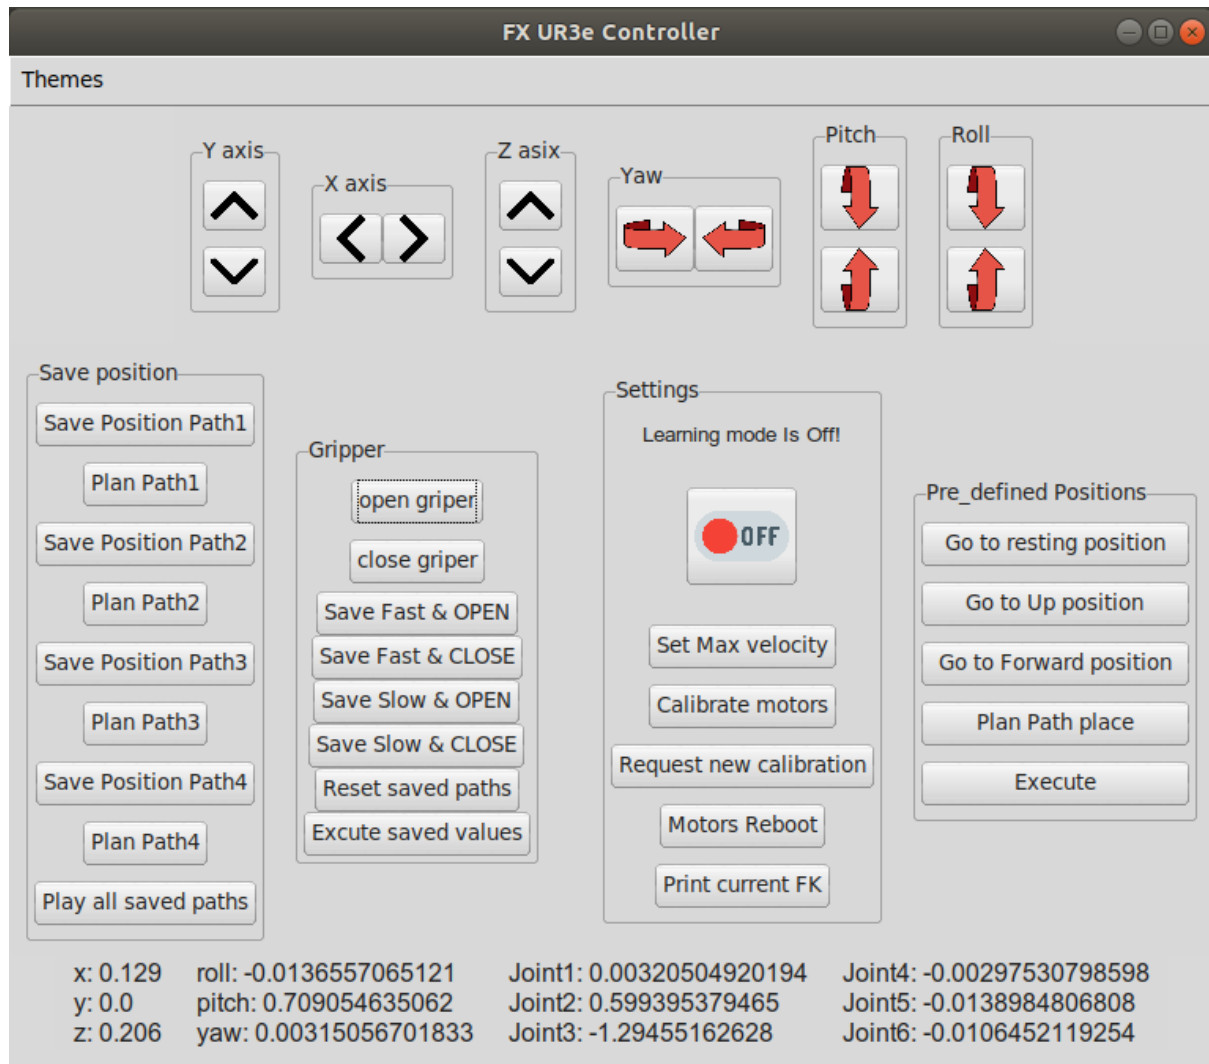 FX UR3e Controller
Themes
Y axis
X axis
Z asix
Yaw
Pitch
Roll
Save position
Save Position Path1
Plan Path1
Save Position Path2
Plan Path2
Save Position Path3
Plan Path3
Save Position Path4
Plan Path4
Play all saved paths
Gripper
open griper
close griper
Save Fast & OPEN
Save Fast & CLOSE
Save Slow & OPEN
Save Slow & CLOSE
Reset saved paths
Excute saved values
Settings
Learning mode Is Off!
OFF
Set Max velocity
Calibrate motors
Request new calibration
Motors Reboot
Print current FK
Pre_defined Positions
Go to resting position
Go to Up position
Go to Forward position
Plan Path place
Execute
x: 0.129 roll: -0.0136557065121 Joint1: 0.00320504920194 Joint4: -0.00297530798598
y: 0.0 pitch: 0.709054635062 Joint2: 0.599395379465 Joint5: -0.0138984806808
z: 0.206 yaw: 0.00315056701833 Joint3: -1.29455162628 Joint6: -0.0106452119254